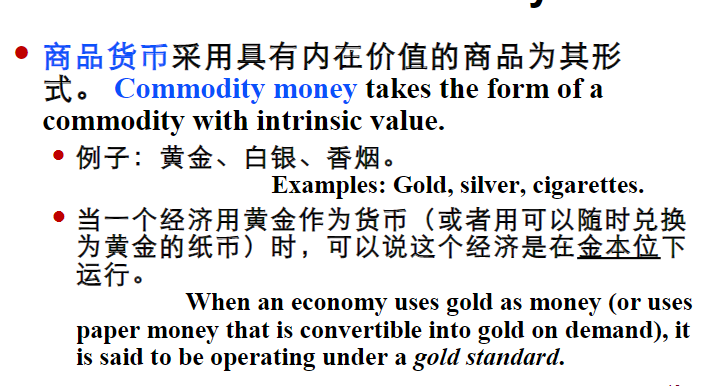 商品货币采用具有内在价值的商品为其形
式。 Commodity money takes the form of a
commodity with intrinsic value.
例子：黄金、白银、香烟。
Examples: Gold, silver, cigarettes.
当一个经济用黄金作为货币（或者用可以随时兑换
为黄金的纸币）时，可以说这个经济是在金本位下
运行。
When an economy uses gold as money (or uses
paper money that is convertible into gold on demand), it
is said to be operating under a gold standard.